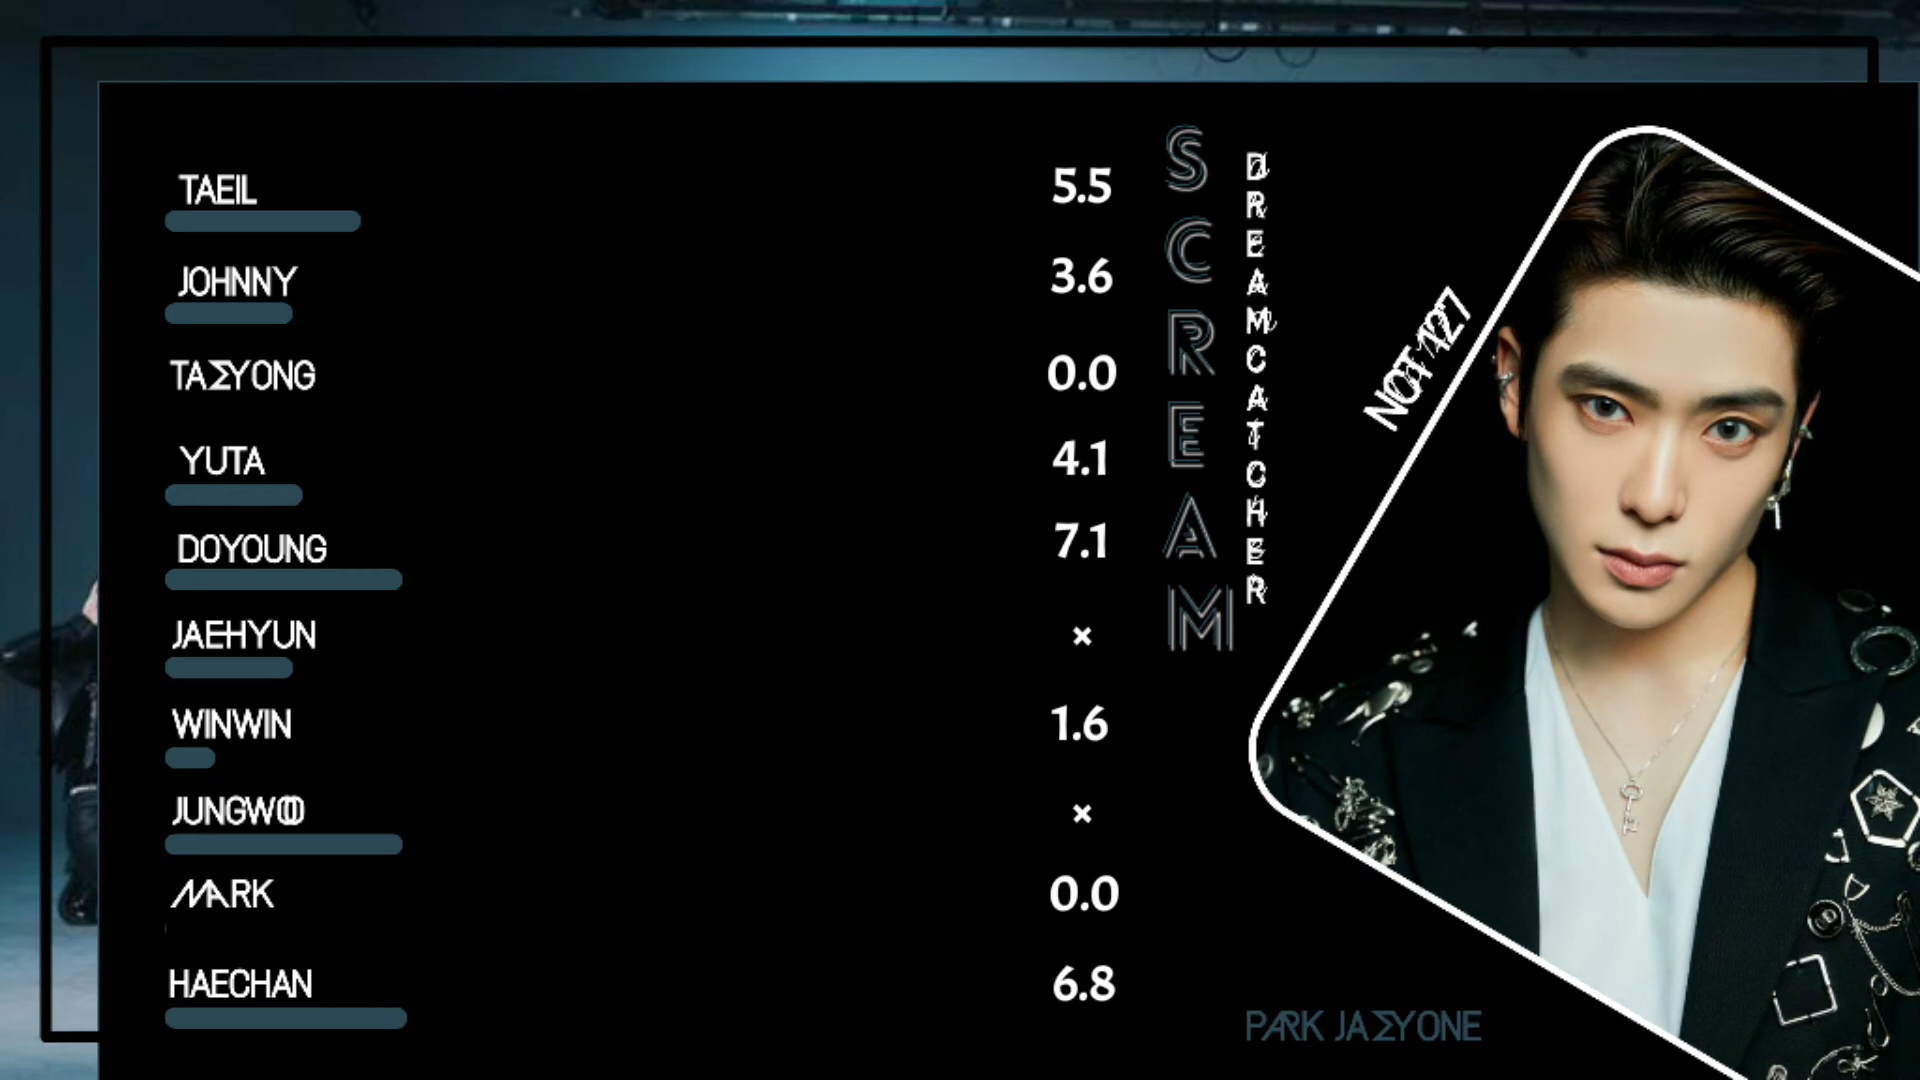 TAEIL 5.5
JOHNNY 3.6
TAΣYONG 0.0
YUTA 4.1
DOYOUNG 7.1
JAEHYUN ×
WINWIN 1.6
JUNGWOO ×
MARK 0.0
HAECHAN 6.8
SCREAM
DREAMCATCHER
NCT 127
PARK JAΣYONE